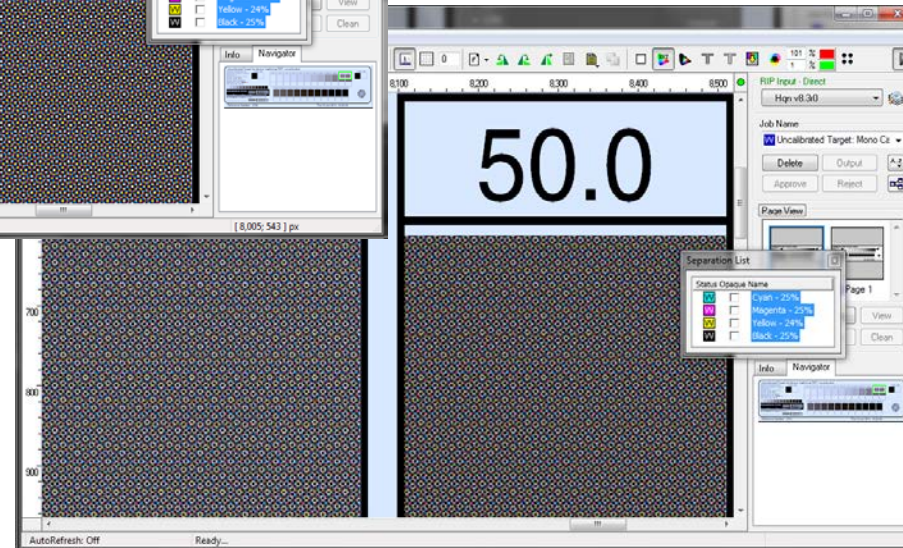 Yellow - 24%
Black - 25%
View
Clean
Info Navigator
[ 8,005; 543 ] px
0
101 %
1 %
8,100 8,200 8,300 8,400 8,500
RIP Input - Direct
Hqn v8.3r0
50.0
Job Name
Uncalibrated Target: Mono Ca
Delete Output
Approve Reject
Page View
Separation List
Status Opaque Name
Cyan - 25%
Magenta - 25%
Yellow - 24%
Black - 25%
Page 1
View
Clean
Info Navigator
700
800
900
AutoRefresh: Off Ready...